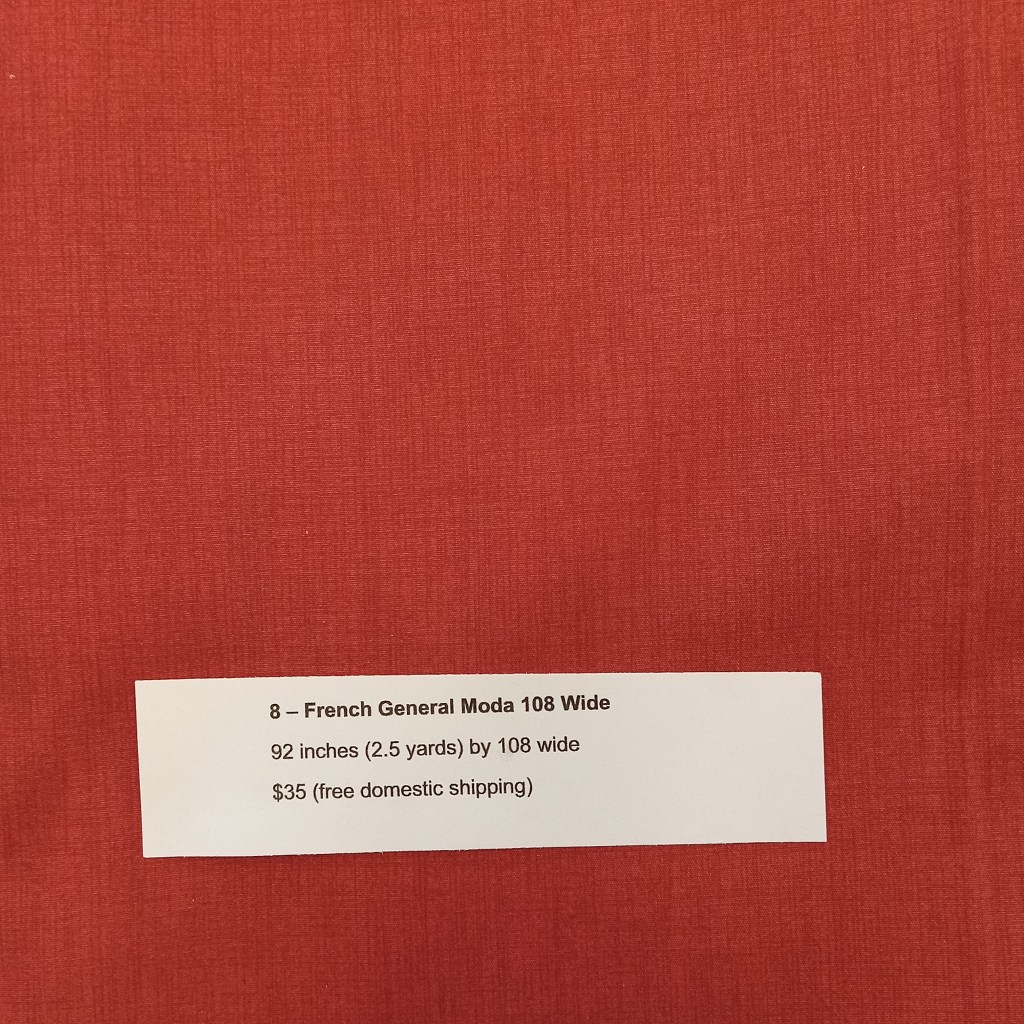 8 – French General Moda 108 Wide
92 inches (2.5 yards) by 108 wide
$35 (free domestic shipping)